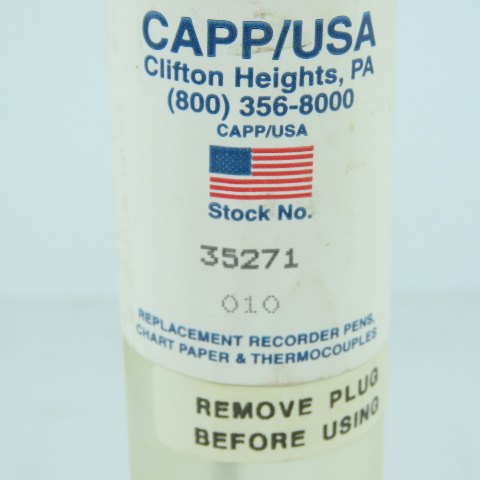 CAPP/USA
Clifton Heights, PA
(800) 356-8000
CAPP/USA
Stock No.
35271
010
REPLACEMENT RECORDER PENS,
CHART PAPER & THERMOCOUPLES
REMOVE PLUG
BEFORE USING